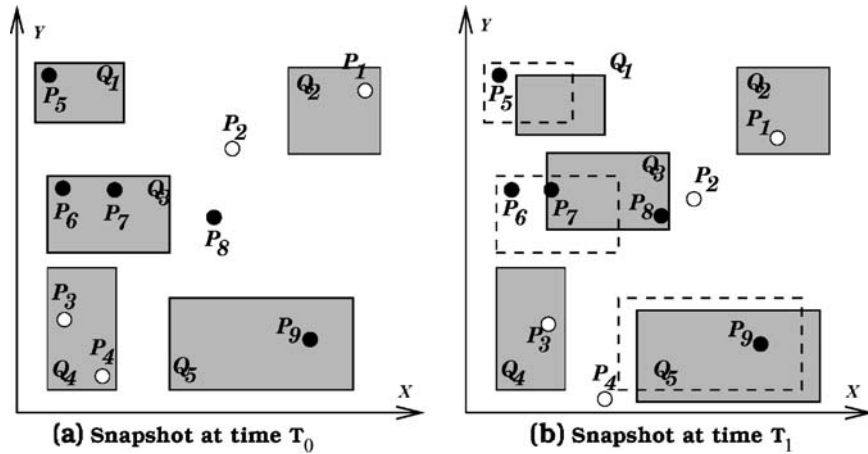 Y
Q1
P5
Q2
P1
P2
P6
P7
Q3
P8
P3
P4
Q4
P9
Q5
X
(a) Snapshot at time T0
Y
Q1
P5
Q2
P1
P6
P7
Q3
P8
P2
P3
Q4
P4
P9
Q5
X
(b) Snapshot at time T1